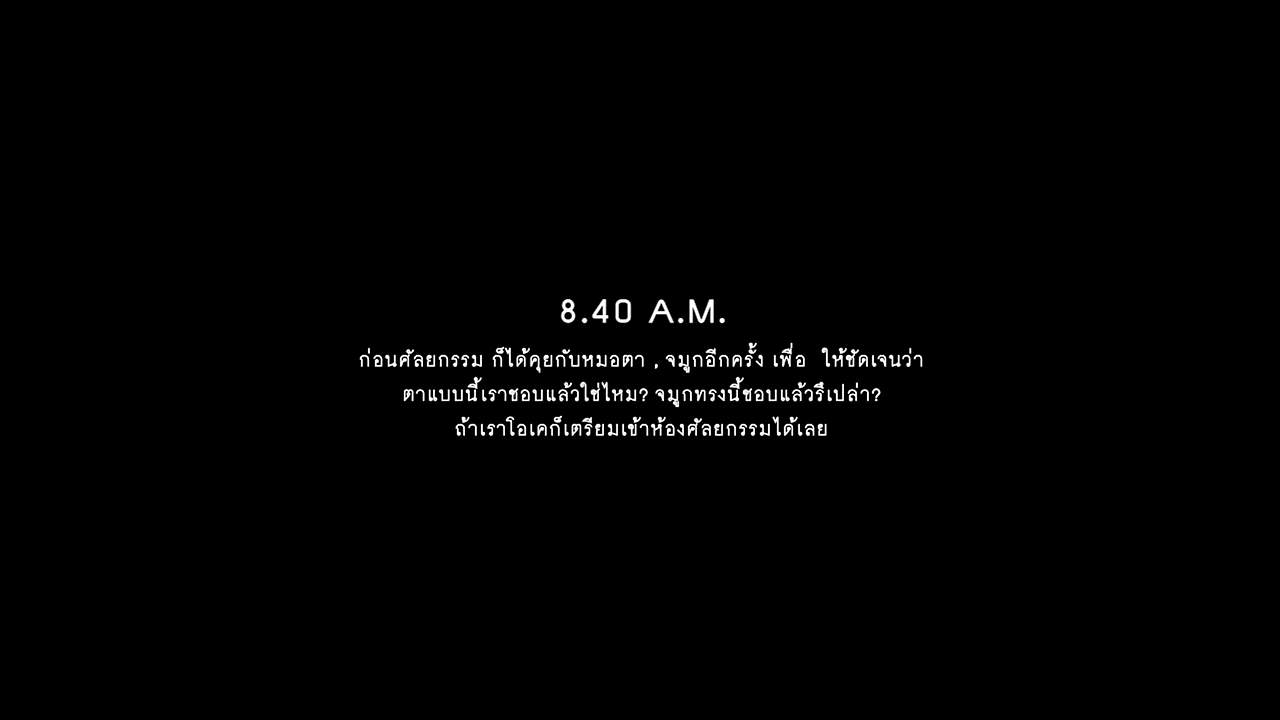 8.40 A.M.
ก่อนศัลยกรรม ก็ได้คุยกับหมอตา , จมูกอีกครั้ง เพื่อ  ให้ชัดเจนว่า
ตาแบบนี้เราชอบแล้วใช่ไหม? จมูกทรงนี้ชอบแล้วรึเปล่า?
ถ้าเราโอเคก็เตรียมเข้าห้องศัลยกรรมได้เลย